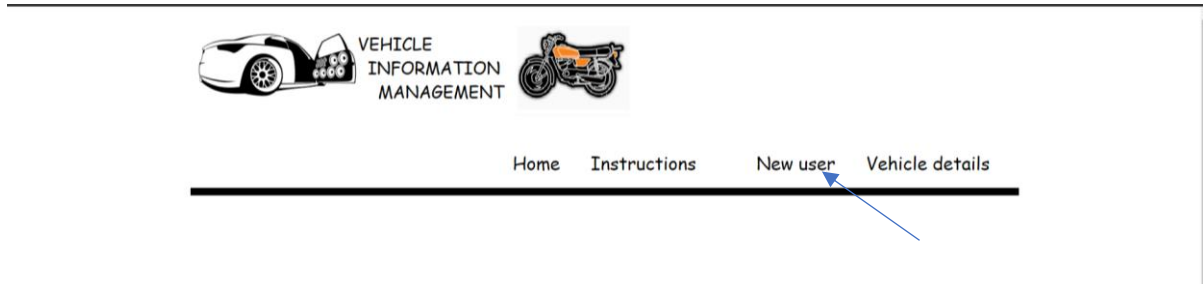 VEHICLE
INFORMATION
MANAGEMENT
Home Instructions New user Vehicle details